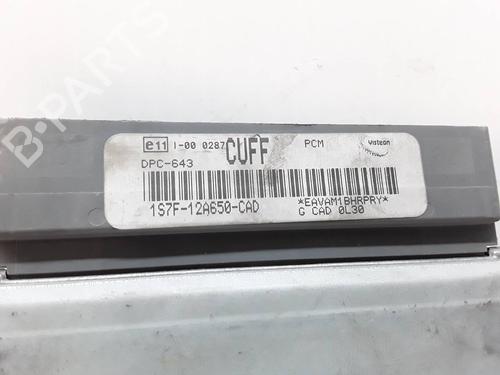 B-PARTS
e11 I-00 0287 CUFF PCM Visteon
DPC-643
1S7F-12A650-CAD *EAVAM1BHRPRY*
G CAD 0L30